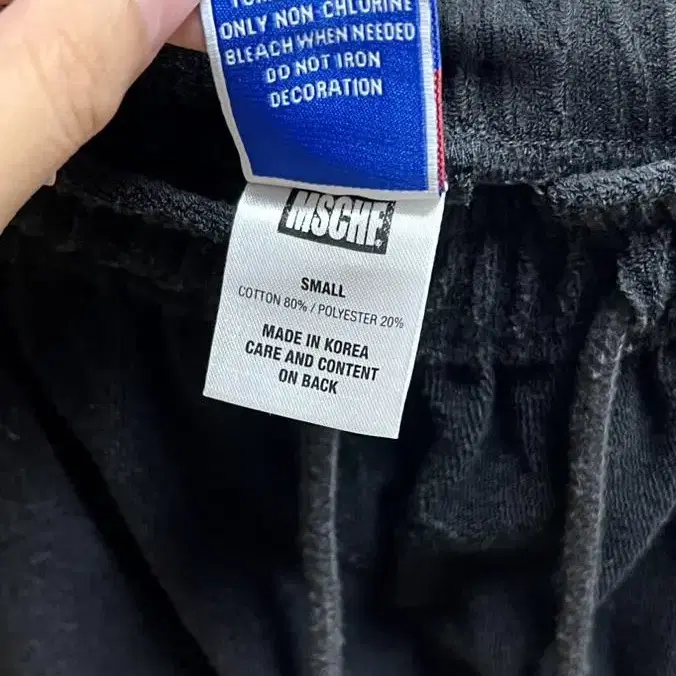 ONLY NON CHLORINE
BLEACH WHEN NEEDED
DO NOT IRON
DECORATION
MSCHF
SMALL
COTTON 80% / POLYESTER 20%
MADE IN KOREA
CARE AND CONTENT
ON BACK